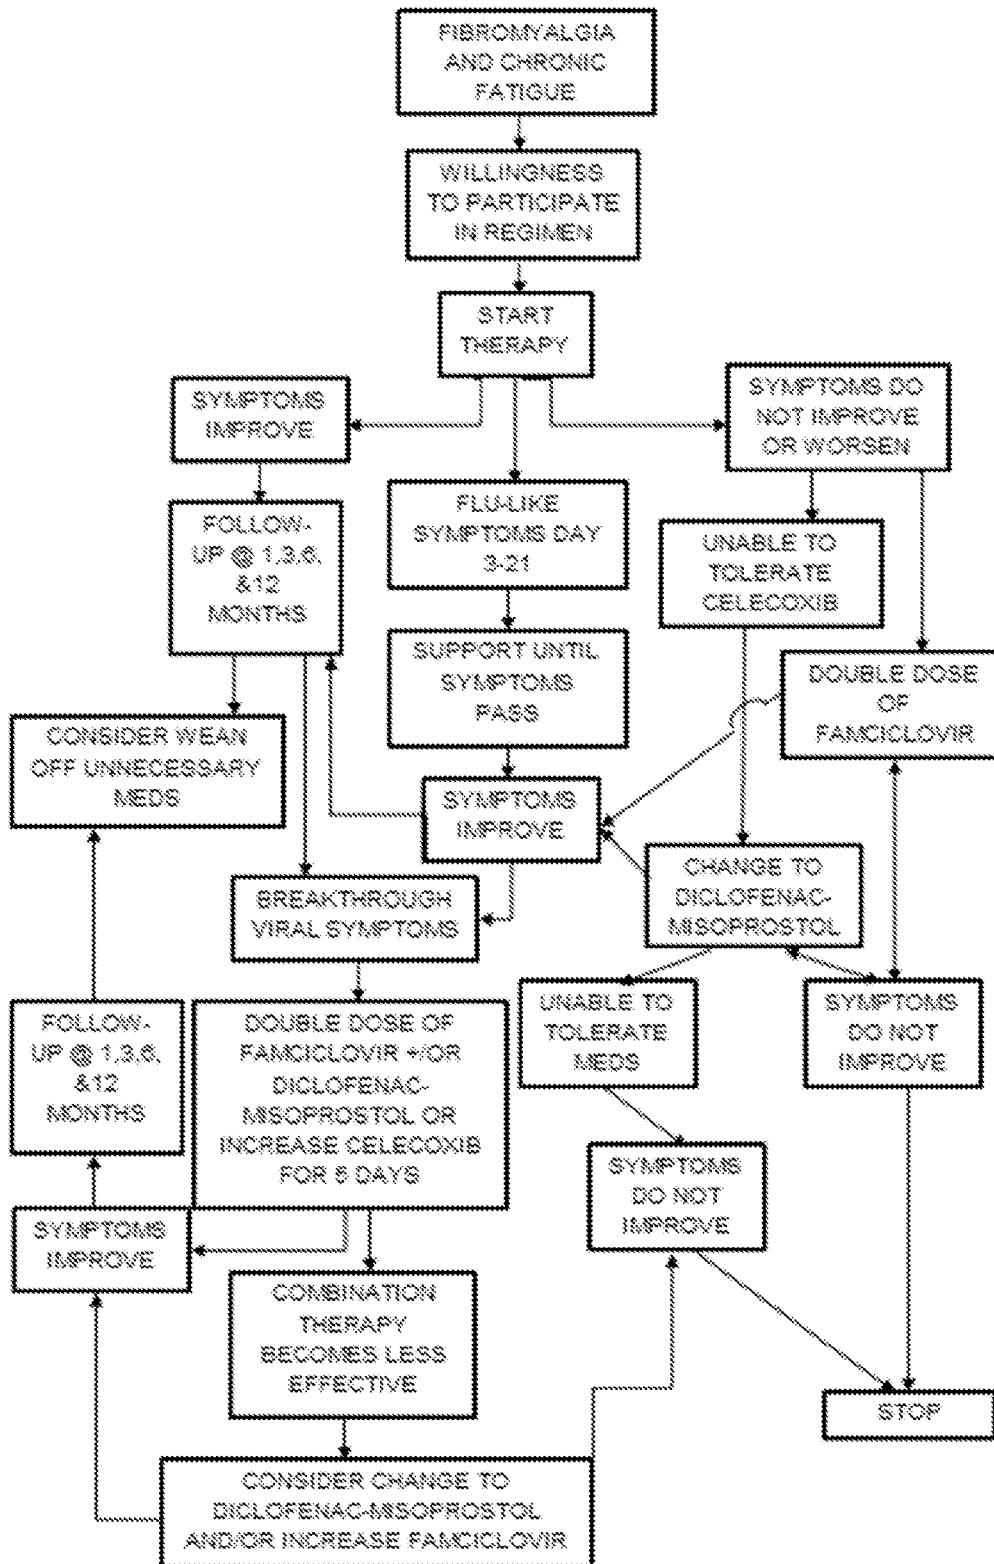 FIBROMYALGIA
AND CHRONIC
FATIGUE
WILLINGNESS
TO PARTICIPATE
IN REGIMEN
START
THERAPY
SYMPTOMS
IMPROVE
SYMPTOMS DO
NOT IMPROVE
OR WORSEN
FOLLOW-
UP @ 1,3,6,
&12
MONTHS
FLU-LIKE
SYMPTOMS DAY
3-21
UNABLE TO
TOLERATE
CELECOXIB
SUPPORT UNTIL
SYMPTOMS
PASS
DOUBLE DOSE
OF
FAMCICLOVIR
CONSIDER WEAN
OFF UNNECESSARY
MEDS
SYMPTOMS
IMPROVE
CHANGE TO
DICLOFENAC-
MISOPROSTOL
BREAKTHROUGH
VIRAL SYMPTOMS
UNABLE TO
TOLERATE
MEDS
SYMPTOMS
DO NOT
IMPROVE
FOLLOW-
UP @ 1,3,6,
&12
MONTHS
DOUBLE DOSE OF
FAMCICLOVIR +/OR
DICLOFENAC-
MISOPROSTOL OR
INCREASE CELECOXIB
FOR 5 DAYS
SYMPTOMS
DO NOT
IMPROVE
SYMPTOMS
IMPROVE
COMBINATION
THERAPY
BECOMES LESS
EFFECTIVE
STOP
CONSIDER CHANGE TO
DICLOFENAC-MISOPROSTOL
AND/OR INCREASE FAMCICLOVIR